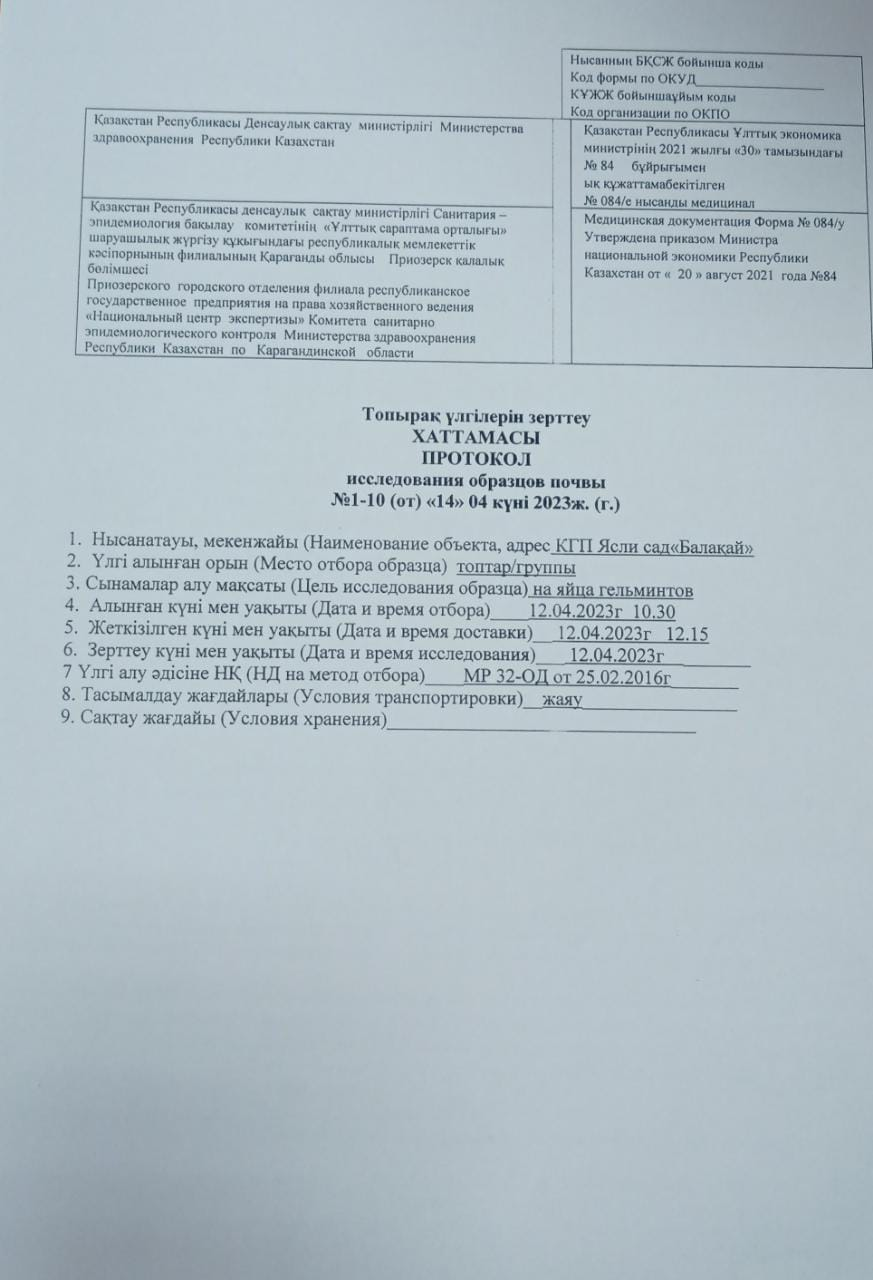 Нысанның БҚСЖ бойынша коды
Код формы по ОКУД
КҰЖЖ бойыншаұйым коды
Код организации по ОКПО
Қазақстан Республикасы Денсаулық сақтау министірлігі Министерства
здравоохранения Республики Казахстан
Қазақстан Республикасы Ұлттық экономика
министрінің 2021 жылғы «30» тамызындағы
№ 84 бұйрығымен
ық құжаттамабекітілген
№ 084/е нысанды медицинал
Қазақстан Республикасы денсаулық сақтау министірлігі Санитария –
эпидемиология бақылау комитетінің «Ұлттық сараптама орталығы»
шаруашылық жүргізу құқығындағы республикалық мемлекеттік
кәсіпорнының филиалының Қарағанды облысы Приозерск қалалық
бөлімшесі
Приозерского городского отделения филиала республиканское
государственное предприятия на права хозяйственного ведения
«Национальный центр экспертизы» Комитета санитарно
эпидемиологического контроля Министерства здравоохранения
Республики Казахстан по Карагандинской области
Медицинская документация Форма № 084/у
Утверждена приказом Министра
национальной экономики Республики
Казахстан от « 20 » август 2021 года №84
Топырақ үлгілерін зерттеу
ХАТТАМАСЫ
ПРОТОКОЛ
исследования образцов почвы
№1-10 (от) «14» 04 күні 2023ж. (г.)
1. Нысанатауы, мекенжайы (Наименование объекта, адрес КГП Ясли сад«Балақай»
2. Үлгі алынған орын (Место отбора образца) топтар/группы
3. Сынамалар алу мақсаты (Цель исследования образца) на яйца гельминтов
4. Алынған күні мен уақыты (Дата и время отбора) 12.04.2023г 10.30
5. Жеткізілген күні мен уақыты (Дата и время доставки) 12.04.2023г 12.15
6. Зерттеу күні мен уақыты (Дата и время исследования) 12.04.2023г
7 Үлгі алу әдісіне НҚ (НД на метод отбора) МР 32-ОД от 25.02.2016г
8. Тасымалдау жағдайлары (Условия транспортировки) жаяу
9. Сақтау жағдайы (Условия хранения)